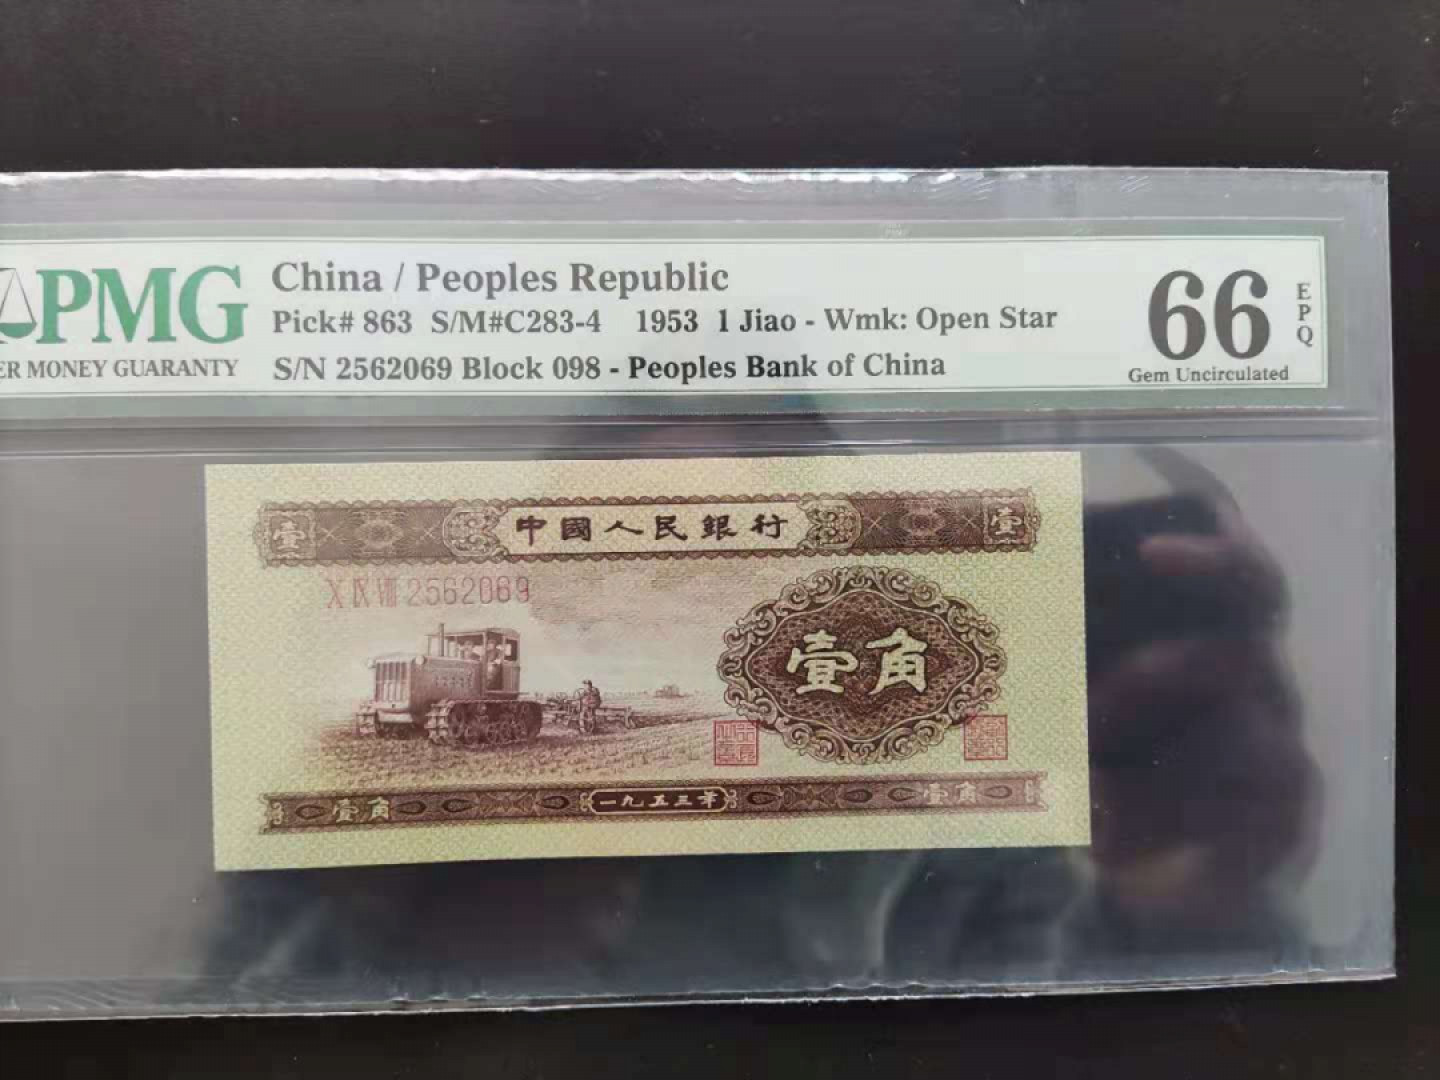 PMG
ER MONEY GUARANTY
China / Peoples Republic
Pick# 863 S/M#C283-4 1953 1 Jiao - Wmk: Open Star
S/N 2562069 Block 098 - Peoples Bank of China
66
EPQ
Gem Uncirculated
壹 中國人民銀行 壹
X IX VIII 2562069
壹角
壹角 一九五三年 壹角